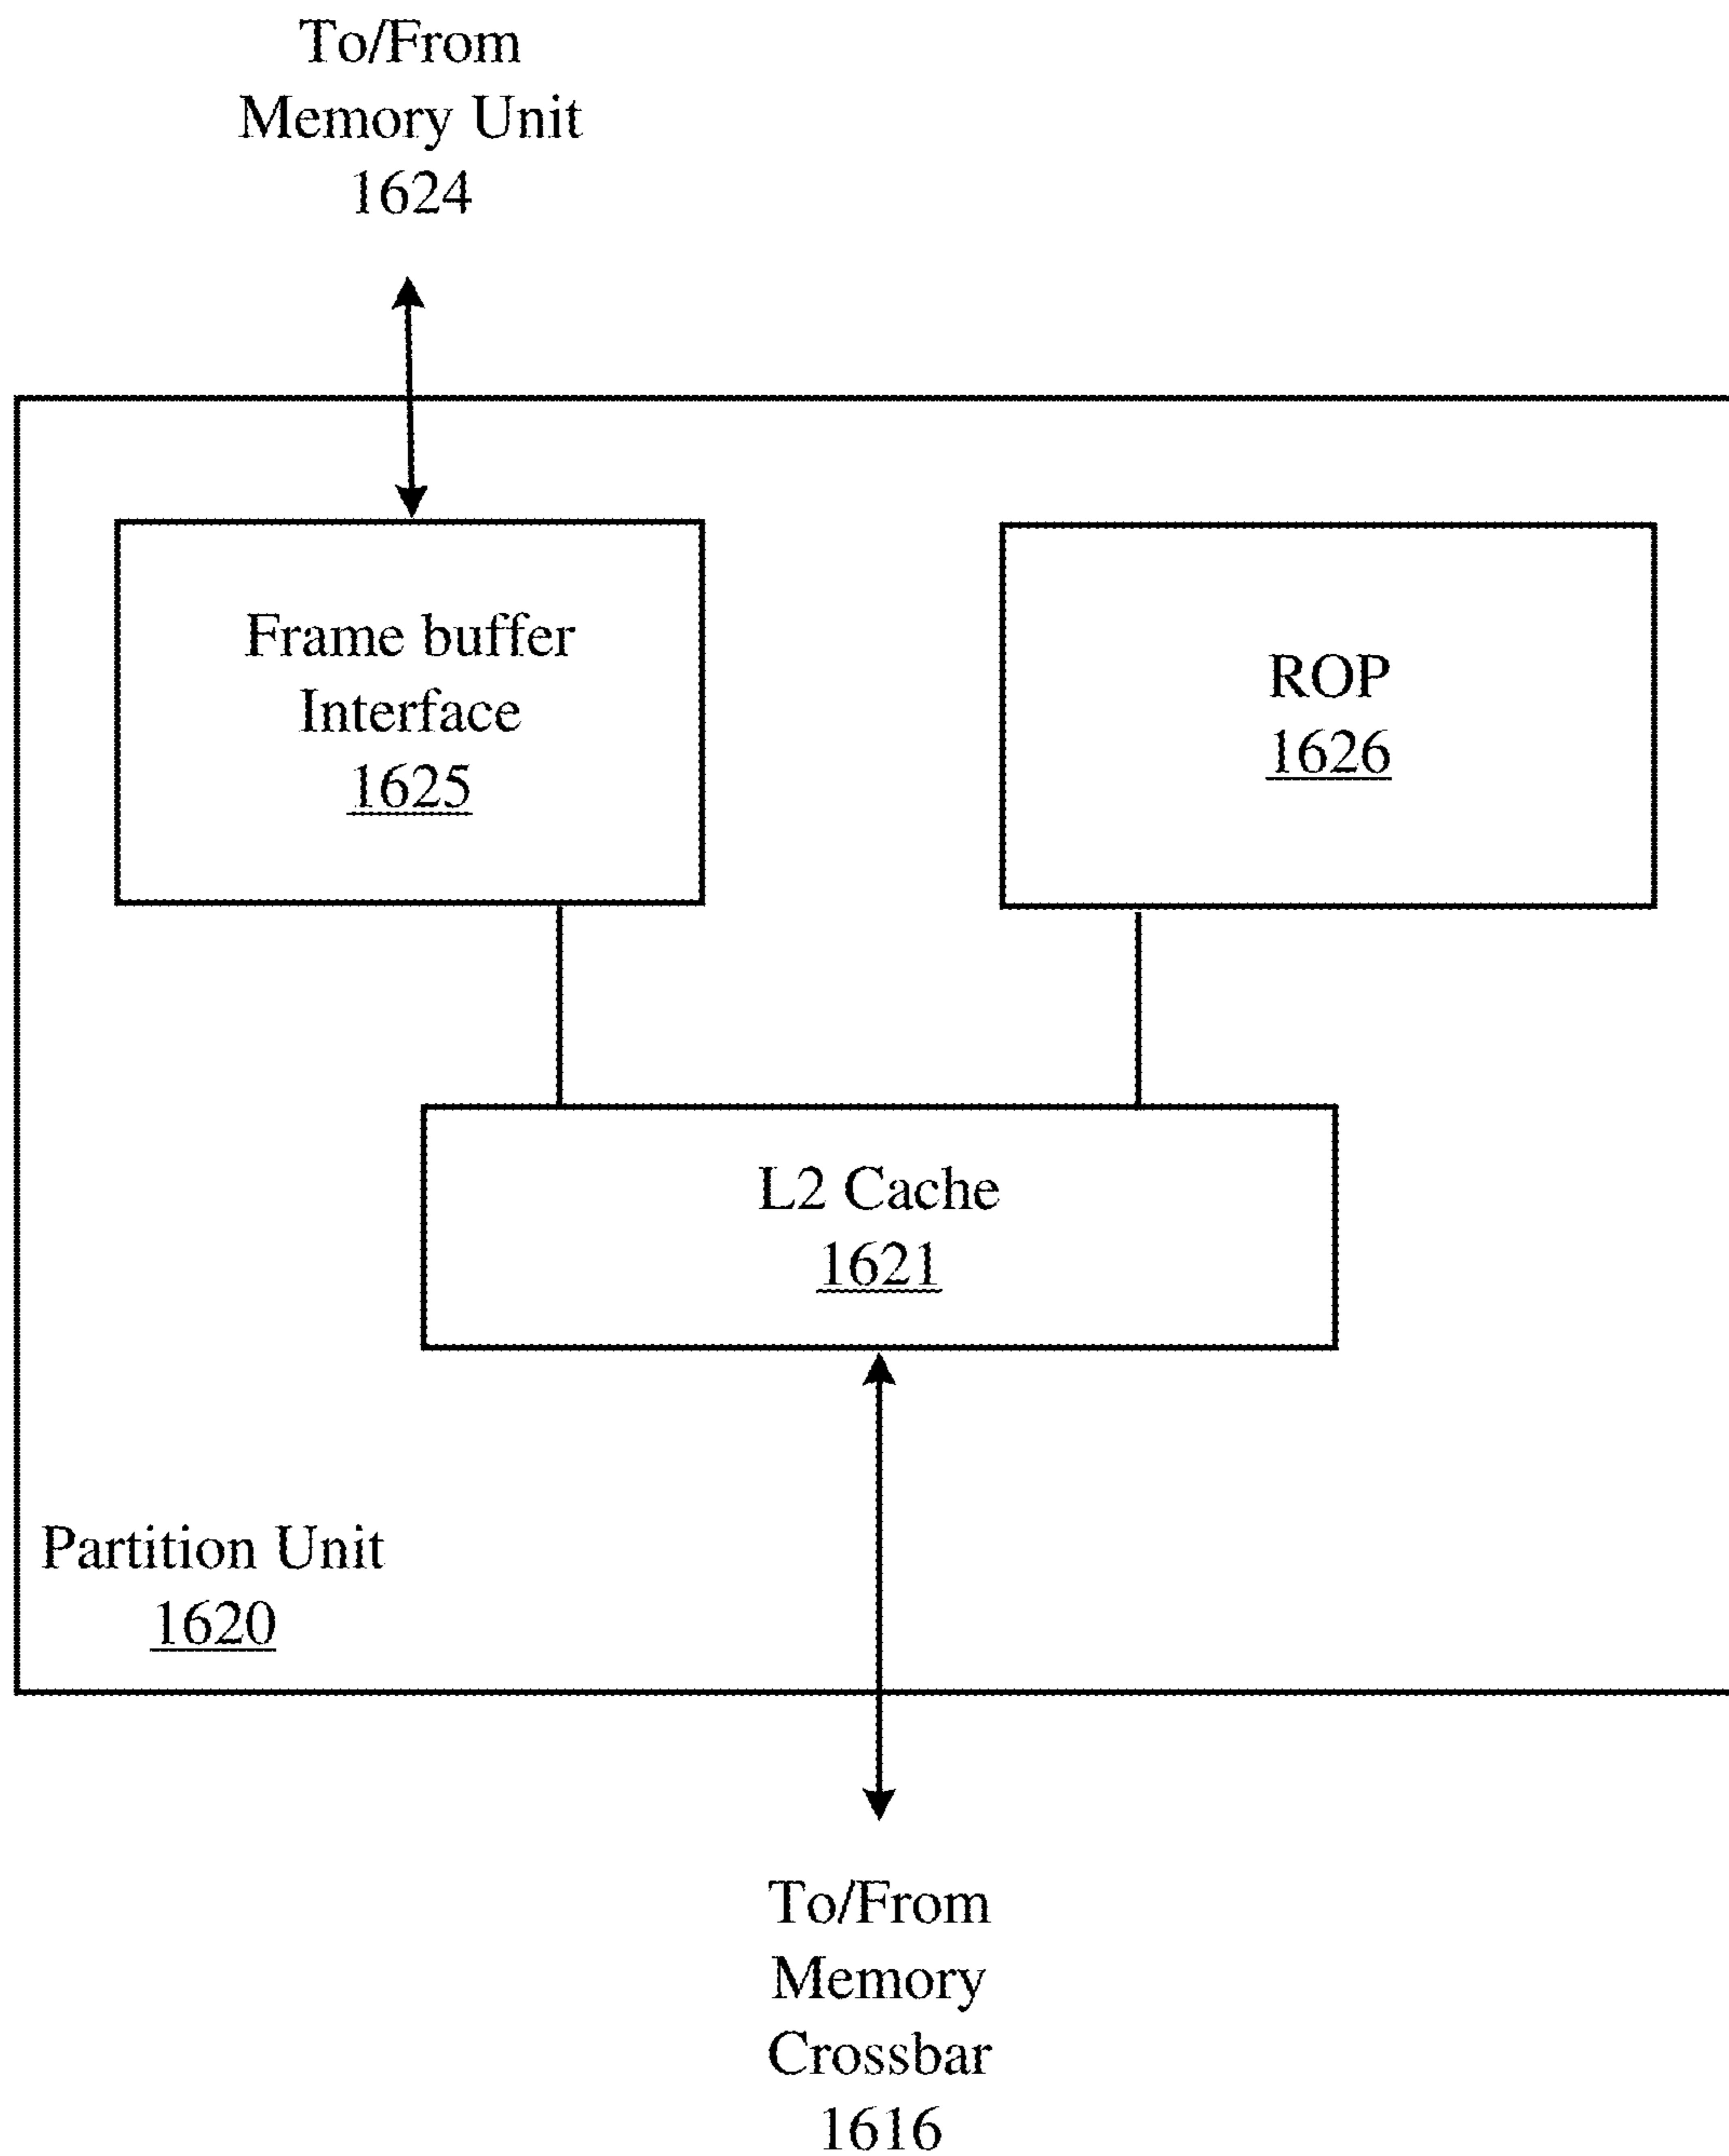 To/From
Memory Unit
1624
Frame buffer
Interface
1625
ROP
1626
L2 Cache
1621
Partition Unit
1620
To/From
Memory
Crossbar
1616